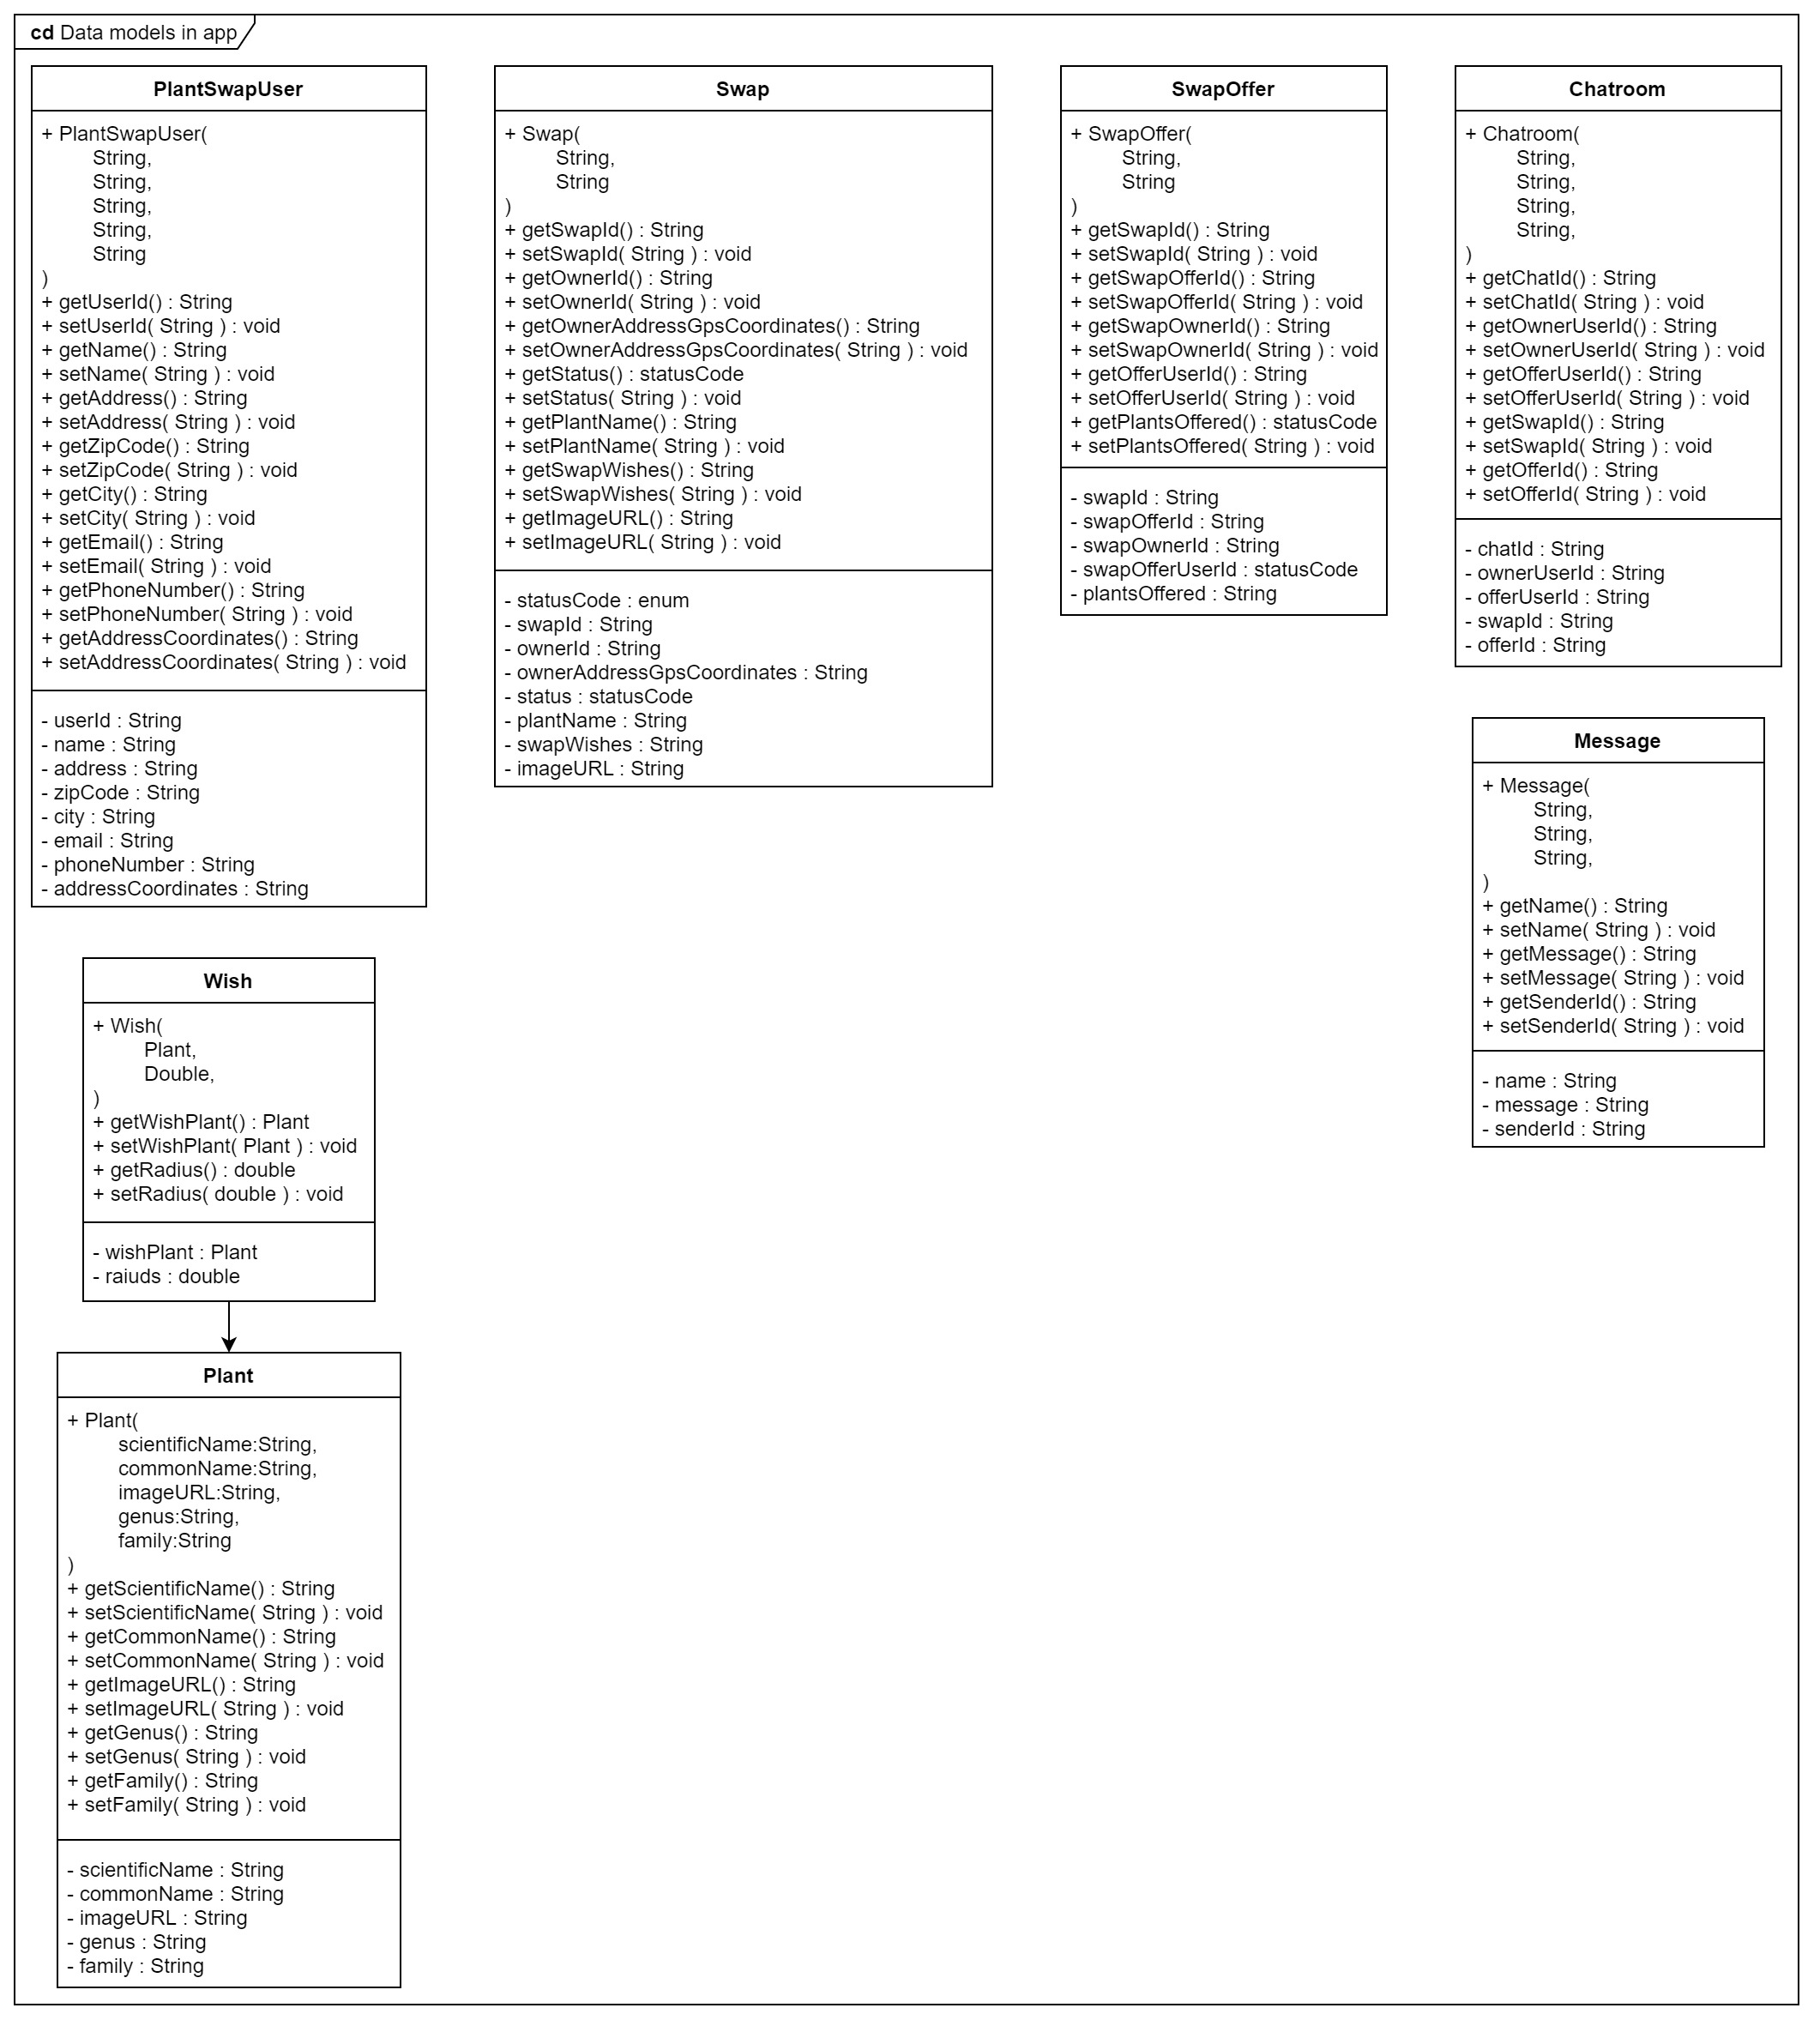 cd Data models in app
PlantSwapUser
+ PlantSwapUser(
String,
String,
String,
String,
String
)
+ getUserId() : String
+ setUserId( String ) : void
+ getName() : String
+ setName( String ) : void
+ getAddress() : String
+ setAddress( String ) : void
+ getZipCode() : String
+ setZipCode( String ) : void
+ getCity() : String
+ setCity( String ) : void
+ getEmail() : String
+ setEmail( String ) : void
+ getPhoneNumber() : String
+ setPhoneNumber( String ) : void
+ getAddressCoordinates() : String
+ setAddressCoordinates( String ) : void
- userId : String
- name : String
- address : String
- zipCode : String
- city : String
- email : String
- phoneNumber : String
- addressCoordinates : String
Swap
+ Swap(
String,
String
)
+ getSwapId() : String
+ setSwapId( String ) : void
+ getOwnerId() : String
+ setOwnerId( String ) : void
+ getOwnerAddressGpsCoordinates() : String
+ setOwnerAddressGpsCoordinates( String ) : void
+ getStatus() : statusCode
+ setStatus( String ) : void
+ getPlantName() : String
+ setPlantName( String ) : void
+ getSwapWishes() : String
+ setSwapWishes( String ) : void
+ getImageURL() : String
+ setImageURL( String ) : void
- statusCode : enum
- swapId : String
- ownerId : String
- ownerAddressGpsCoordinates : String
- status : statusCode
- plantName : String
- swapWishes : String
- imageURL : String
SwapOffer
+ SwapOffer(
String,
String
)
+ getSwapId() : String
+ setSwapId( String ) : void
+ getSwapOfferId() : String
+ setSwapOfferId( String ) : void
+ getSwapOwnerId() : String
+ setSwapOwnerId( String ) : void
+ getOfferUserId() : String
+ setOfferUserId( String ) : void
+ getPlantsOffered() : statusCode
+ setPlantsOffered( String ) : void
- swapId : String
- swapOfferId : String
- swapOwnerId : String
- swapOfferUserId : statusCode
- plantsOffered : String
Chatroom
+ Chatroom(
String,
String,
String,
String,
)
+ getChatId() : String
+ setChatId( String ) : void
+ getOwnerUserId() : String
+ setOwnerUserId( String ) : void
+ getOfferUserId() : String
+ setOfferUserId( String ) : void
+ getSwapId() : String
+ setSwapId( String ) : void
+ getOfferId() : String
+ setOfferId( String ) : void
- chatId : String
- ownerUserId : String
- offerUserId : String
- swapId : String
- offerId : String
Message
+ Message(
String,
String,
String,
)
+ getName() : String
+ setName( String ) : void
+ getMessage() : String
+ setMessage( String ) : void
+ getSenderId() : String
+ setSenderId( String ) : void
- name : String
- message : String
- senderId : String
Wish
+ Wish(
Plant,
Double,
)
+ getWishPlant() : Plant
+ setWishPlant( Plant ) : void
+ getRadius() : double
+ setRadius( double ) : void
- wishPlant : Plant
- raiuds : double
Plant
+ Plant(
scientificName:String,
commonName:String,
imageURL:String,
genus:String,
family:String
)
+ getScientificName() : String
+ setScientificName( String ) : void
+ getCommonName() : String
+ setCommonName( String ) : void
+ getImageURL() : String
+ setImageURL( String ) : void
+ getGenus() : String
+ setGenus( String ) : void
+ getFamily() : String
+ setFamily( String ) : void
- scientificName : String
- commonName : String
- imageURL : String
- genus : String
- family : String